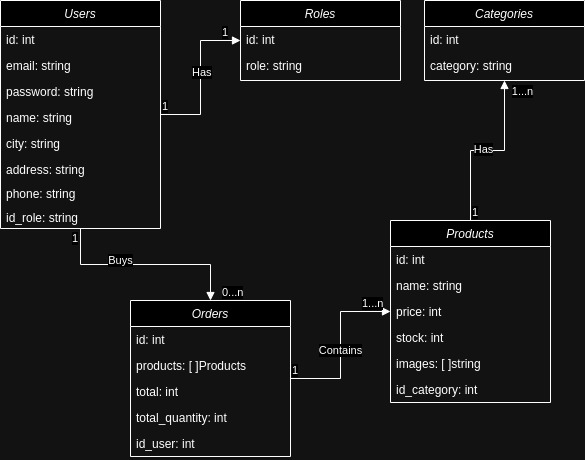 Users
id: int
email: string
password: string
name: string
city: string
address: string
phone: string
id_role: string
1
Has
1
Roles
id: int
role: string
Categories
id: int
category: string
1...n
Has
1
Products
id: int
name: string
price: int
stock: int
images: [ ]string
id_category: int
1
Buys
0...n
Orders
id: int
products: [ ]Products
total: int
total_quantity: int
id_user: int
1
Contains
1...n